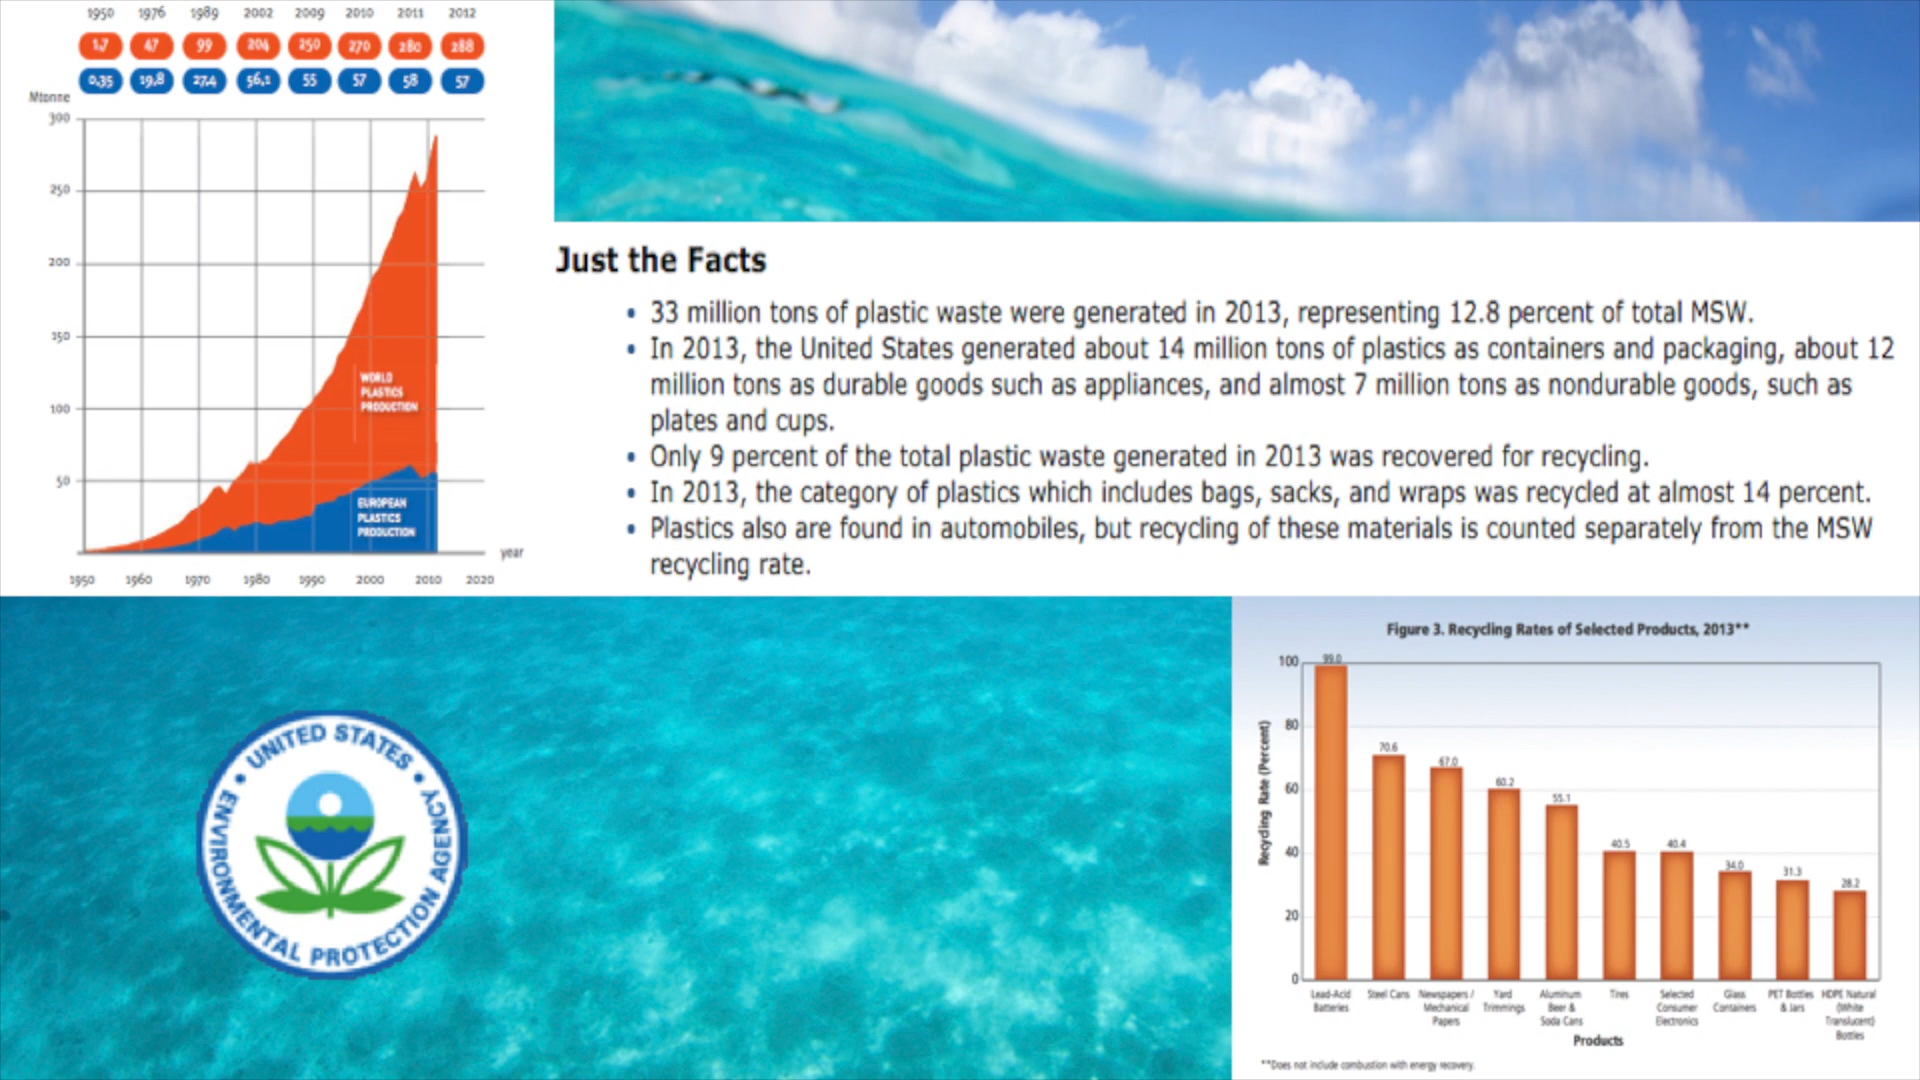 1950 1976 1989 2002 2009 2010 2011 2012
1,7 47 99 204 250 270 280 288
0,35 19,8 27,4 56,1 55 57 58 57
Mtonne
300
250
200
150
100
50
WORLD
PLASTICS
PRODUCTION
EUROPEAN
PLASTICS
PRODUCTION
year
1950 1960 1970 1980 1990 2000 2010 2020
Just the Facts
• 33 million tons of plastic waste were generated in 2013, representing 12.8 percent of total MSW.
• In 2013, the United States generated about 14 million tons of plastics as containers and packaging, about 12
million tons as durable goods such as appliances, and almost 7 million tons as nondurable goods, such as
plates and cups.
• Only 9 percent of the total plastic waste generated in 2013 was recovered for recycling.
• In 2013, the category of plastics which includes bags, sacks, and wraps was recycled at almost 14 percent.
• Plastics also are found in automobiles, but recycling of these materials is counted separately from the MSW
recycling rate.
UNITED STATES
ENVIRONMENTAL PROTECTION AGENCY
Figure 3. Recycling Rates of Selected Products, 2013**
Recycling Rate (Percent)
100
80
60
40
20
0
99.0
70.6
67.0
60.2
55.1
40.5
40.4
34.0
31.3
28.2
Lead-Acid
Batteries
Steel Cans
Newspapers /
Mechanical
Papers
Yard
Trimmings
Aluminum
Beer &
Soda Cans
Tires
Selected
Consumer
Electronics
Glass
Containers
PET Bottles
& Jars
HDPE Natural
(White
Translucent)
Bottles
Products
**Does not include combustion with energy recovery.